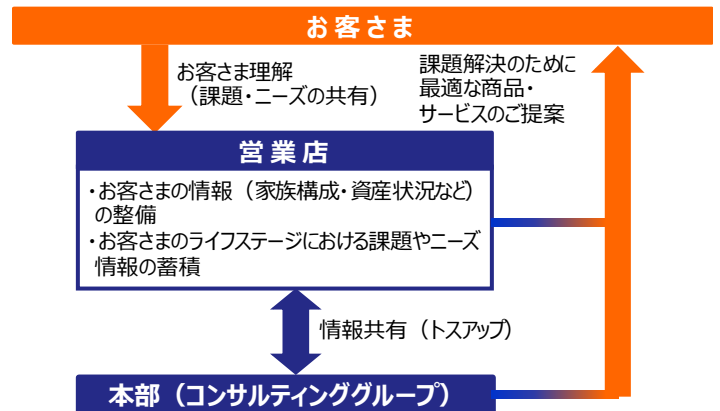 お客さま
お客さま理解
（課題・ニーズの共有）
課題解決のために
最適な商品・
サービスのご提案
営業店
・お客さまの情報（家族構成・資産状況など）
の整備
・お客さまのライフステージにおける課題やニーズ
情報の蓄積
情報共有（トスアップ）
本部（コンサルティンググループ）